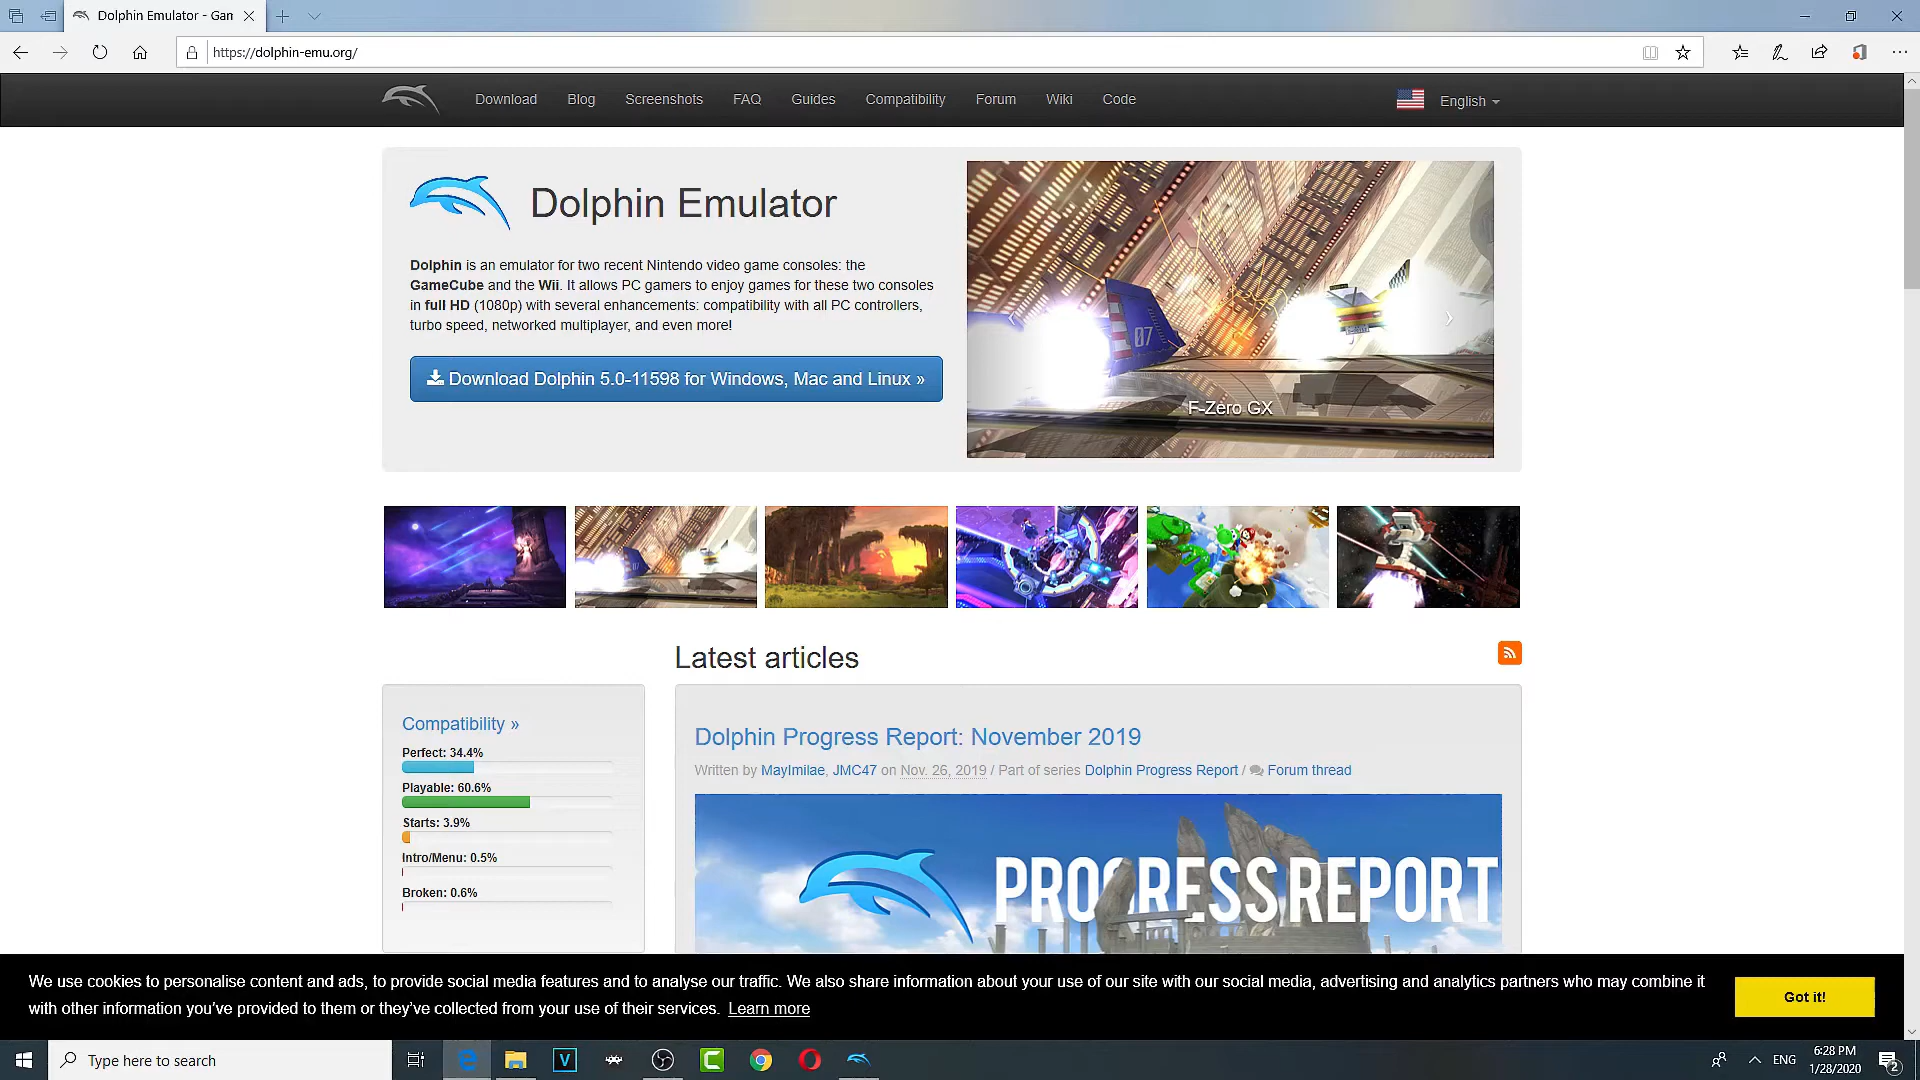 Dolphin Emulator - Gan
https://dolphin-emu.org/
Download Blog Screenshots FAQ Guides Compatibility Forum Wiki Code English
Dolphin Emulator
Dolphin is an emulator for two recent Nintendo video game consoles: the
GameCube and the Wii. It allows PC gamers to enjoy games for these two consoles
in full HD (1080p) with several enhancements: compatibility with all PC controllers,
turbo speed, networked multiplayer, and even more!
Download Dolphin 5.0-11598 for Windows, Mac and Linux »
07
F-Zero GX
Latest articles
Compatibility »
Perfect: 34.4%
Playable: 60.6%
Starts: 3.9%
Intro/Menu: 0.5%
Broken: 0.6%
Dolphin Progress Report: November 2019
Written by MayImilae, JMC47 on Nov. 26, 2019 / Part of series Dolphin Progress Report / Forum thread
PROGRESS REPORT
We use cookies to personalise content and ads, to provide social media features and to analyse our traffic. We also share information about your use of our site with our social media, advertising and analytics partners who may combine it
with other information you’ve provided to them or they’ve collected from your use of their services. Learn more
Got it!
Type here to search
ENG
6:28 PM
1/28/2020
2